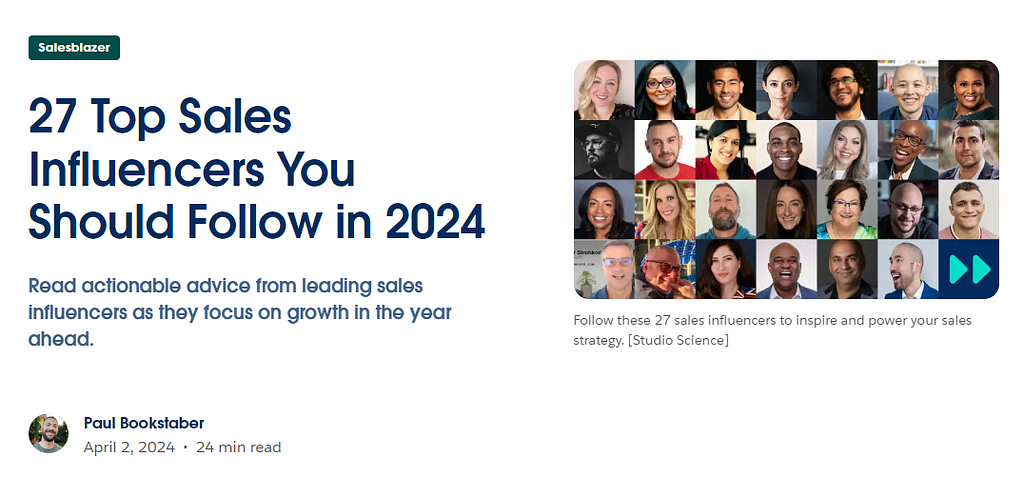 Salesblazer
27 Top Sales
Influencers You
Should Follow in 2024
Read actionable advice from leading sales
influencers as they focus on growth in the year
ahead.
Paul Bookstaber
April 2, 2024 • 24 min read
Follow these 27 sales influencers to inspire and power your sales
strategy. [Studio Science]